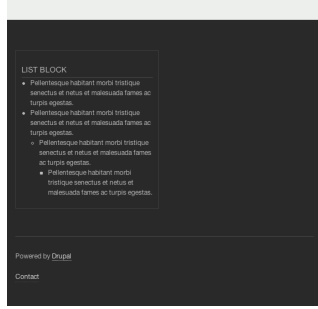 LIST BLOCK
Pellentesque habitant morbi tristique
senectus et netus et malesuada fames ac
turpis egestas.
Pellentesque habitant morbi tristique
senectus et netus et malesuada fames ac
turpis egestas.
Pellentesque habitant morbi tristique
senectus et netus et malesuada fames
ac turpis egestas.
Pellentesque habitant morbi
tristique senectus et netus et
malesuada fames ac turpis egestas.
Powered by Drupal
Contact